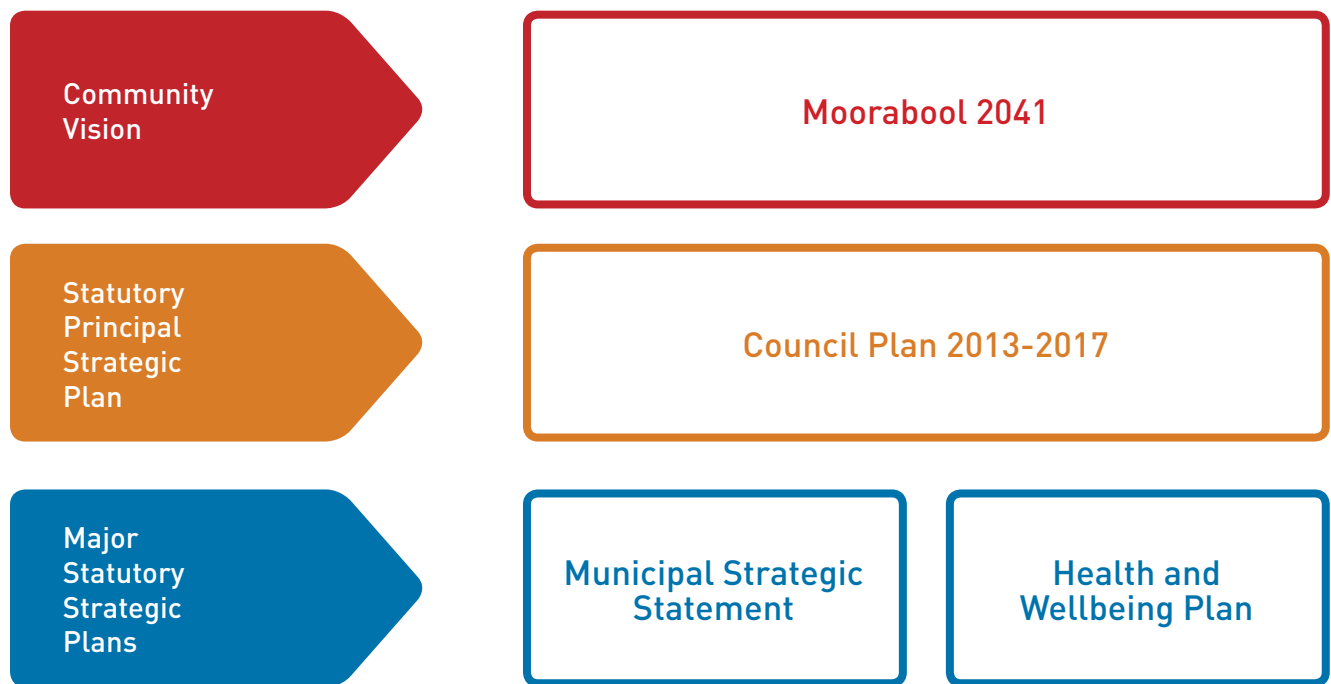 Community
Vision
Moorabool 2041
Statutory
Principal
Strategic
Plan
Council Plan 2013-2017
Major
Statutory
Strategic
Plans
Municipal Strategic
Statement
Health and
Wellbeing Plan